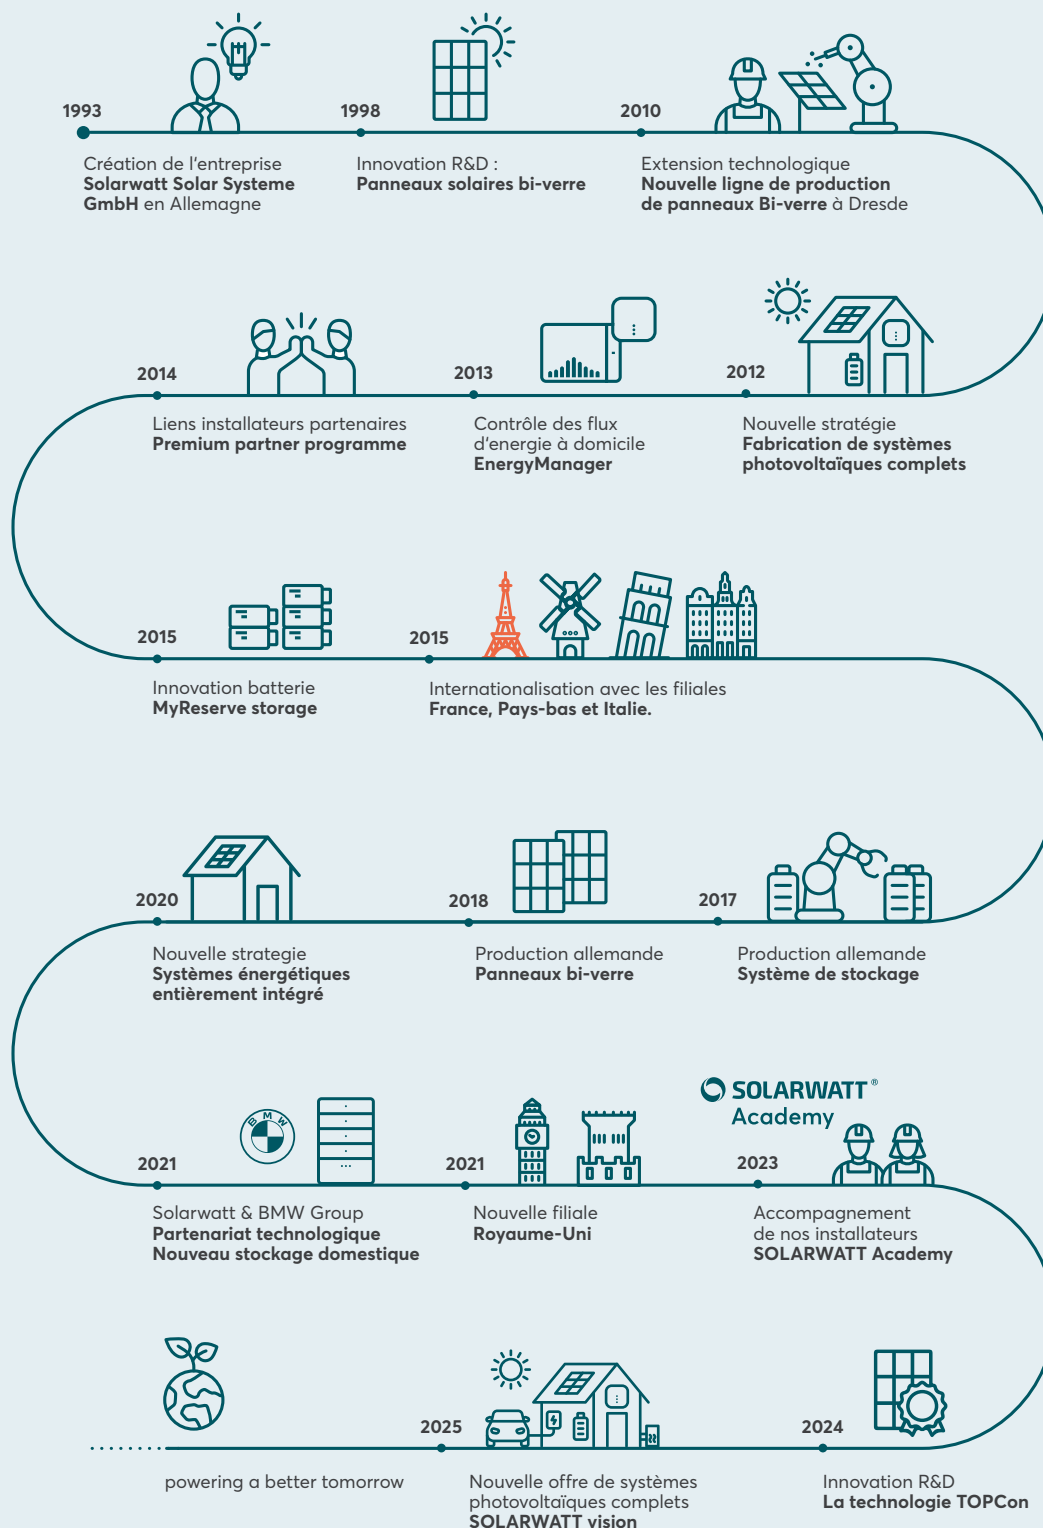 1993
Création de l'entreprise
Solarwatt Solar Systeme
GmbH en Allemagne
1998
Innovation R&D :
Panneaux solaires bi-verre
2010
Extension technologique
Nouvelle ligne de production
de panneaux Bi-verre à Dresde
2012
Nouvelle stratégie
Fabrication de systèmes
photovoltaïques complets
2013
Contrôle des flux
d'energie à domicile
EnergyManager
2014
Liens installateurs partenaires
Premium partner programme
2015
Innovation batterie
MyReserve storage
2015
Internationalisation avec les filiales
France, Pays-bas et Italie.
2017
Production allemande
Système de stockage
2018
Production allemande
Panneaux bi-verre
2020
Nouvelle strategie
Systèmes énergétiques
entièrement intégré
BMW
2021
Solarwatt & BMW Group
Partenariat technologique
Nouveau stockage domestique
2021
Nouvelle filiale
Royaume-Uni
SOLARWATT®
Academy
2023
Accompagnement
de nos installateurs
SOLARWATT Academy
2024
Innovation R&D
La technologie TOPCon
2025
Nouvelle offre de systèmes
photovoltaïques complets
SOLARWATT vision
powering a better tomorrow